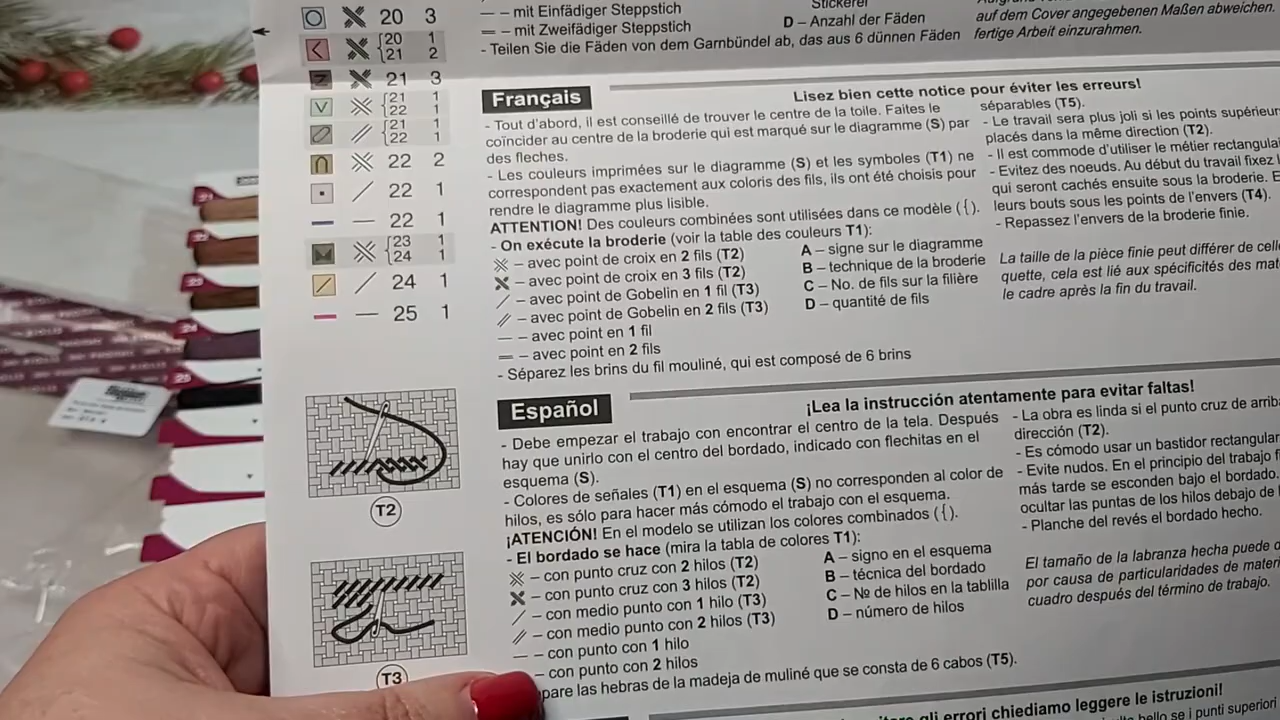 20 3
20 1
21 2
21 3
21 1
22 1
21 1
22 1
22 2
22 1
22 1
23 1
24 1
24 1
25 1
T2
T3
21
24
25
– mit Einfädiger Steppstich
– mit Zweifädiger Steppstich
- Teilen Sie die Fäden von dem Garnbündel ab, das aus 6 dünnen Fäden
Stickerei
D – Anzahl der Fäden
auf dem Cover angegebenen Maßen abweichen.
fertige Arbeit einzurahmen.
Français
Lisez bien cette notice pour éviter les erreurs!
- Tout d'abord, il est conseillé de trouver le centre de la toile. Faites le
coïncider au centre de la broderie qui est marqué sur le diagramme (S) par
des fleches.
- Les couleurs imprimées sur le diagramme (S) et les symboles (T1) ne
correspondent pas exactement aux coloris des fils, ils ont été choisis pour
rendre le diagramme plus lisible.
ATTENTION! Des couleurs combinées sont utilisées dans ce modèle ({).
- On exécute la broderie (voir la table des couleurs T1):
– avec point de croix en 2 fils (T2)
– avec point de croix en 3 fils (T2)
– avec point de Gobelin en 1 fil (T3)
– avec point de Gobelin en 2 fils (T3)
– avec point en 1 fil
– avec point en 2 fils
- Séparez les brins du fil mouliné, qui est composé de 6 brins
A – signe sur le diagramme
B – technique de la broderie
C – No. de fils sur la filière
D – quantité de fils
séparables (T5).
- Le travail sera plus joli si les points supérieur
placés dans la même direction (T2).
- Il est commode d'utiliser le métier rectangulai
- Evitez des noeuds. Au début du travail fixez l
qui seront cachés ensuite sous la broderie. E
leurs bouts sous les points de l'envers (T4).
- Repassez l'envers de la broderie finie.
La taille de la pièce finie peut différer de cell
quette, cela est lié aux spécificités des mat
le cadre après la fin du travail.
Español
¡Lea la instrucción atentamente para evitar faltas!
- Debe empezar el trabajo con encontrar el centro de la tela. Después
hay que unirlo con el centro del bordado, indicado con flechitas en el
esquema (S).
- Colores de señales (T1) en el esquema (S) no corresponden al color de
hilos, es sólo para hacer más cómodo el trabajo con el esquema.
¡ATENCIÓN! En el modelo se utilizan los colores combinados ({).
- El bordado se hace (mira la tabla de colores T1):
– con punto cruz con 2 hilos (T2)
– con punto cruz con 3 hilos (T2)
– con medio punto con 1 hilo (T3)
– con medio punto con 2 hilos (T3)
– con punto con 1 hilo
– con punto con 2 hilos
pare las hebras de la madeja de muliné que se consta de 6 cabos (T5).
A – signo en el esquema
B – técnica del bordado
C – № de hilos en la tablilla
D – número de hilos
- La obra es linda si el punto cruz de arriba
dirección (T2).
- Es cómodo usar un bastidor rectangular
- Evite nudos. En el principio del trabajo fi
más tarde se esconden bajo el bordado.
ocultar las puntas de los hilos debajo de l
- Planche del revés el bordado hecho.
El tamaño de la labranza hecha puede d
por causa de particularidades de mater
cuadro después del término de trabajo.
gli errori chiediamo leggere le istruzioni!
bello se i punti superiori